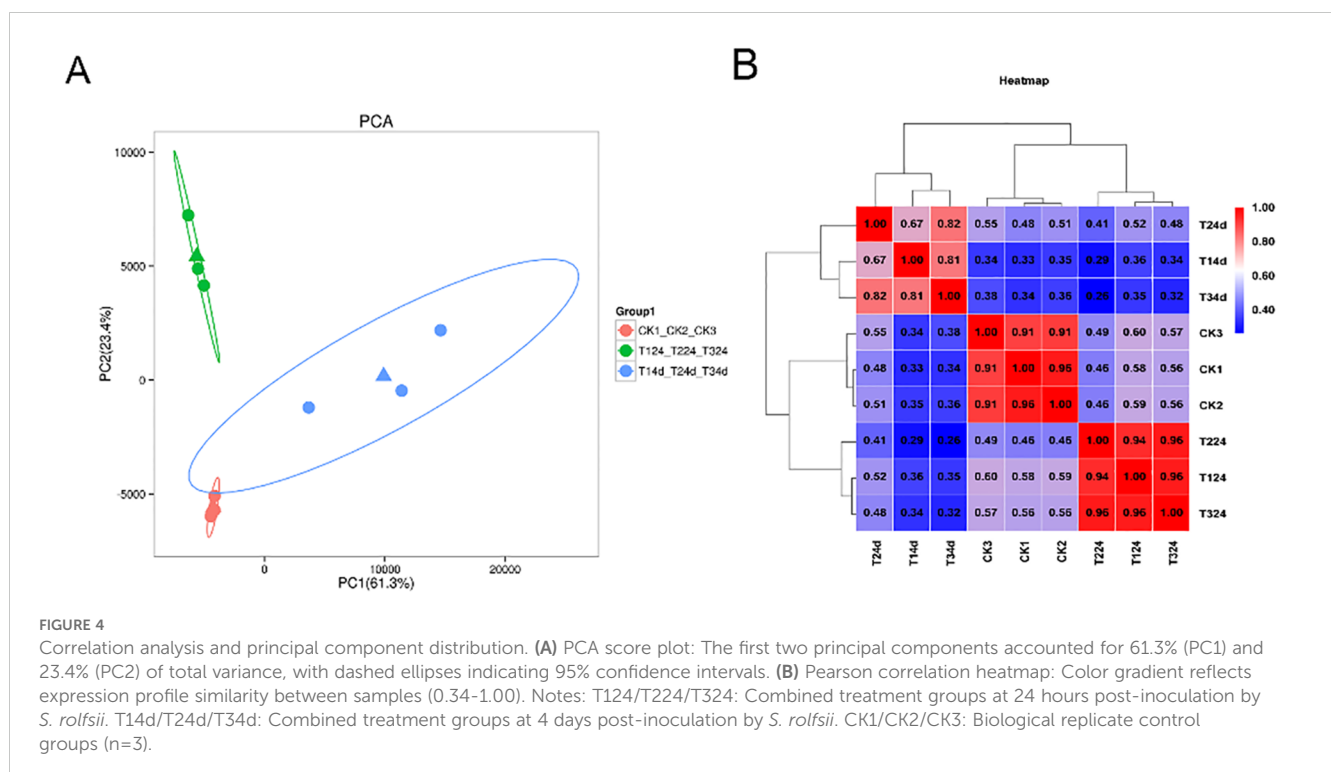 A
PCA
10000
5000
0
-5000
PC2(23.4%)
0 10000 20000
PC1(61.3%)
Group1
CK1_CK2_CK3
T124_T224_T324
T14d_T24d_T34d
B
Heatmap
1.00 0.67 0.82 0.55 0.48 0.51 0.41 0.52 0.48 T24d
0.67 1.00 0.81 0.34 0.33 0.35 0.29 0.36 0.34 T14d
0.82 0.81 1.00 0.38 0.34 0.36 0.26 0.35 0.32 T34d
0.55 0.34 0.38 1.00 0.91 0.91 0.49 0.60 0.57 CK3
0.48 0.33 0.34 0.91 1.00 0.96 0.46 0.58 0.56 CK1
0.51 0.35 0.36 0.91 0.96 1.00 0.46 0.59 0.56 CK2
0.41 0.29 0.26 0.49 0.46 0.46 1.00 0.94 0.96 T224
0.52 0.36 0.35 0.60 0.58 0.59 0.94 1.00 0.96 T124
0.48 0.34 0.32 0.57 0.56 0.56 0.96 0.96 1.00 T324
T24d T14d T34d CK3 CK1 CK2 T224 T124 T324
1.00
0.80
0.60
0.40
FIGURE 4
Correlation analysis and principal component distribution. (A) PCA score plot: The first two principal components accounted for 61.3% (PC1) and
23.4% (PC2) of total variance, with dashed ellipses indicating 95% confidence intervals. (B) Pearson correlation heatmap: Color gradient reflects
expression profile similarity between samples (0.34-1.00). Notes: T124/T224/T324: Combined treatment groups at 24 hours post-inoculation by
S. rolfsii. T14d/T24d/T34d: Combined treatment groups at 4 days post-inoculation by S. rolfsii. CK1/CK2/CK3: Biological replicate control
groups (n=3).